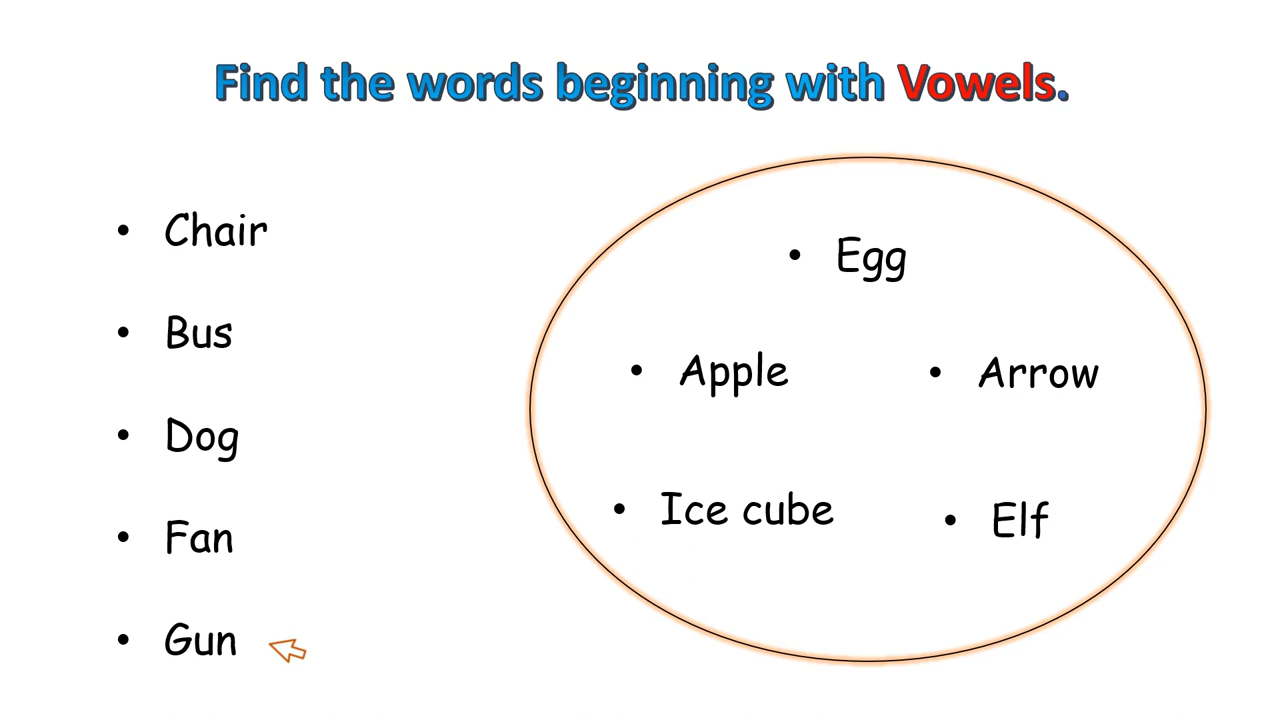 Find the words beginning with Vowels.
• Chair
• Bus
• Dog
• Fan
• Gun
• Egg
• Apple
• Arrow
• Ice cube
• Elf